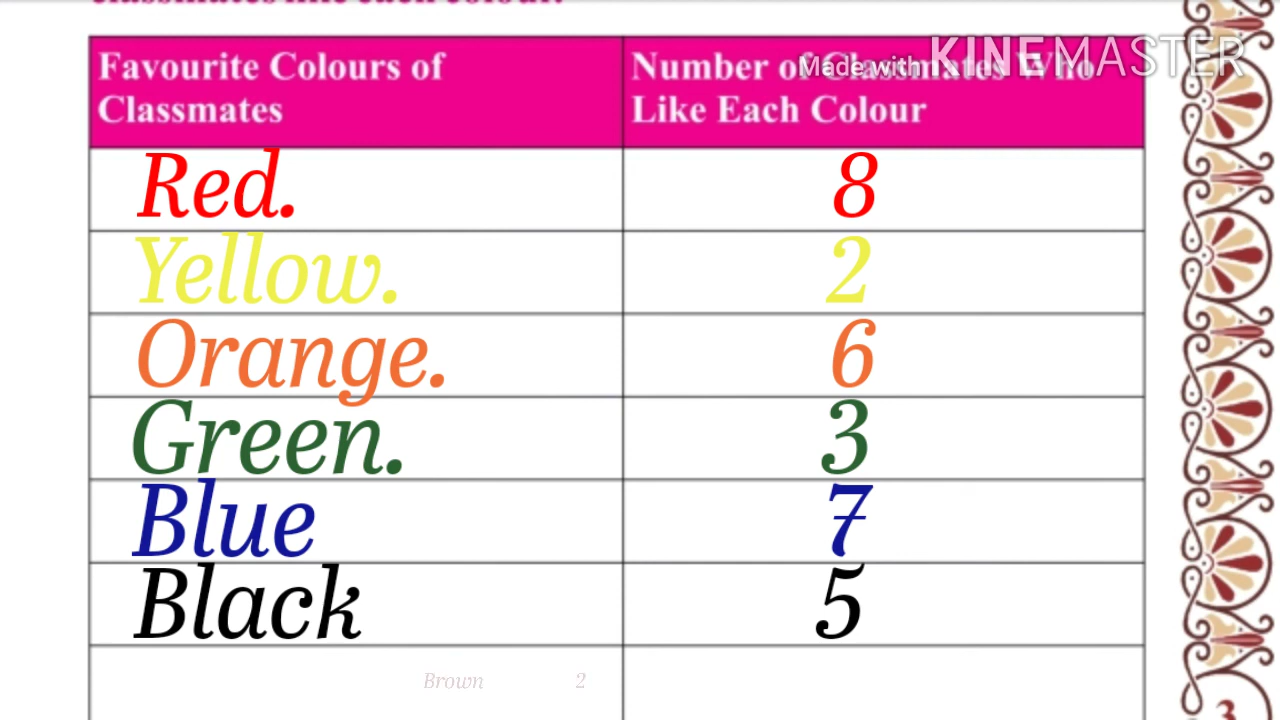 Favourite Colours of Classmates
Number of Classmates Who Like Each Colour
Made with KINEMASTER
Red. 8
Yellow. 2
Orange. 6
Green. 3
Blue 7
Black 5
Brown 2
3